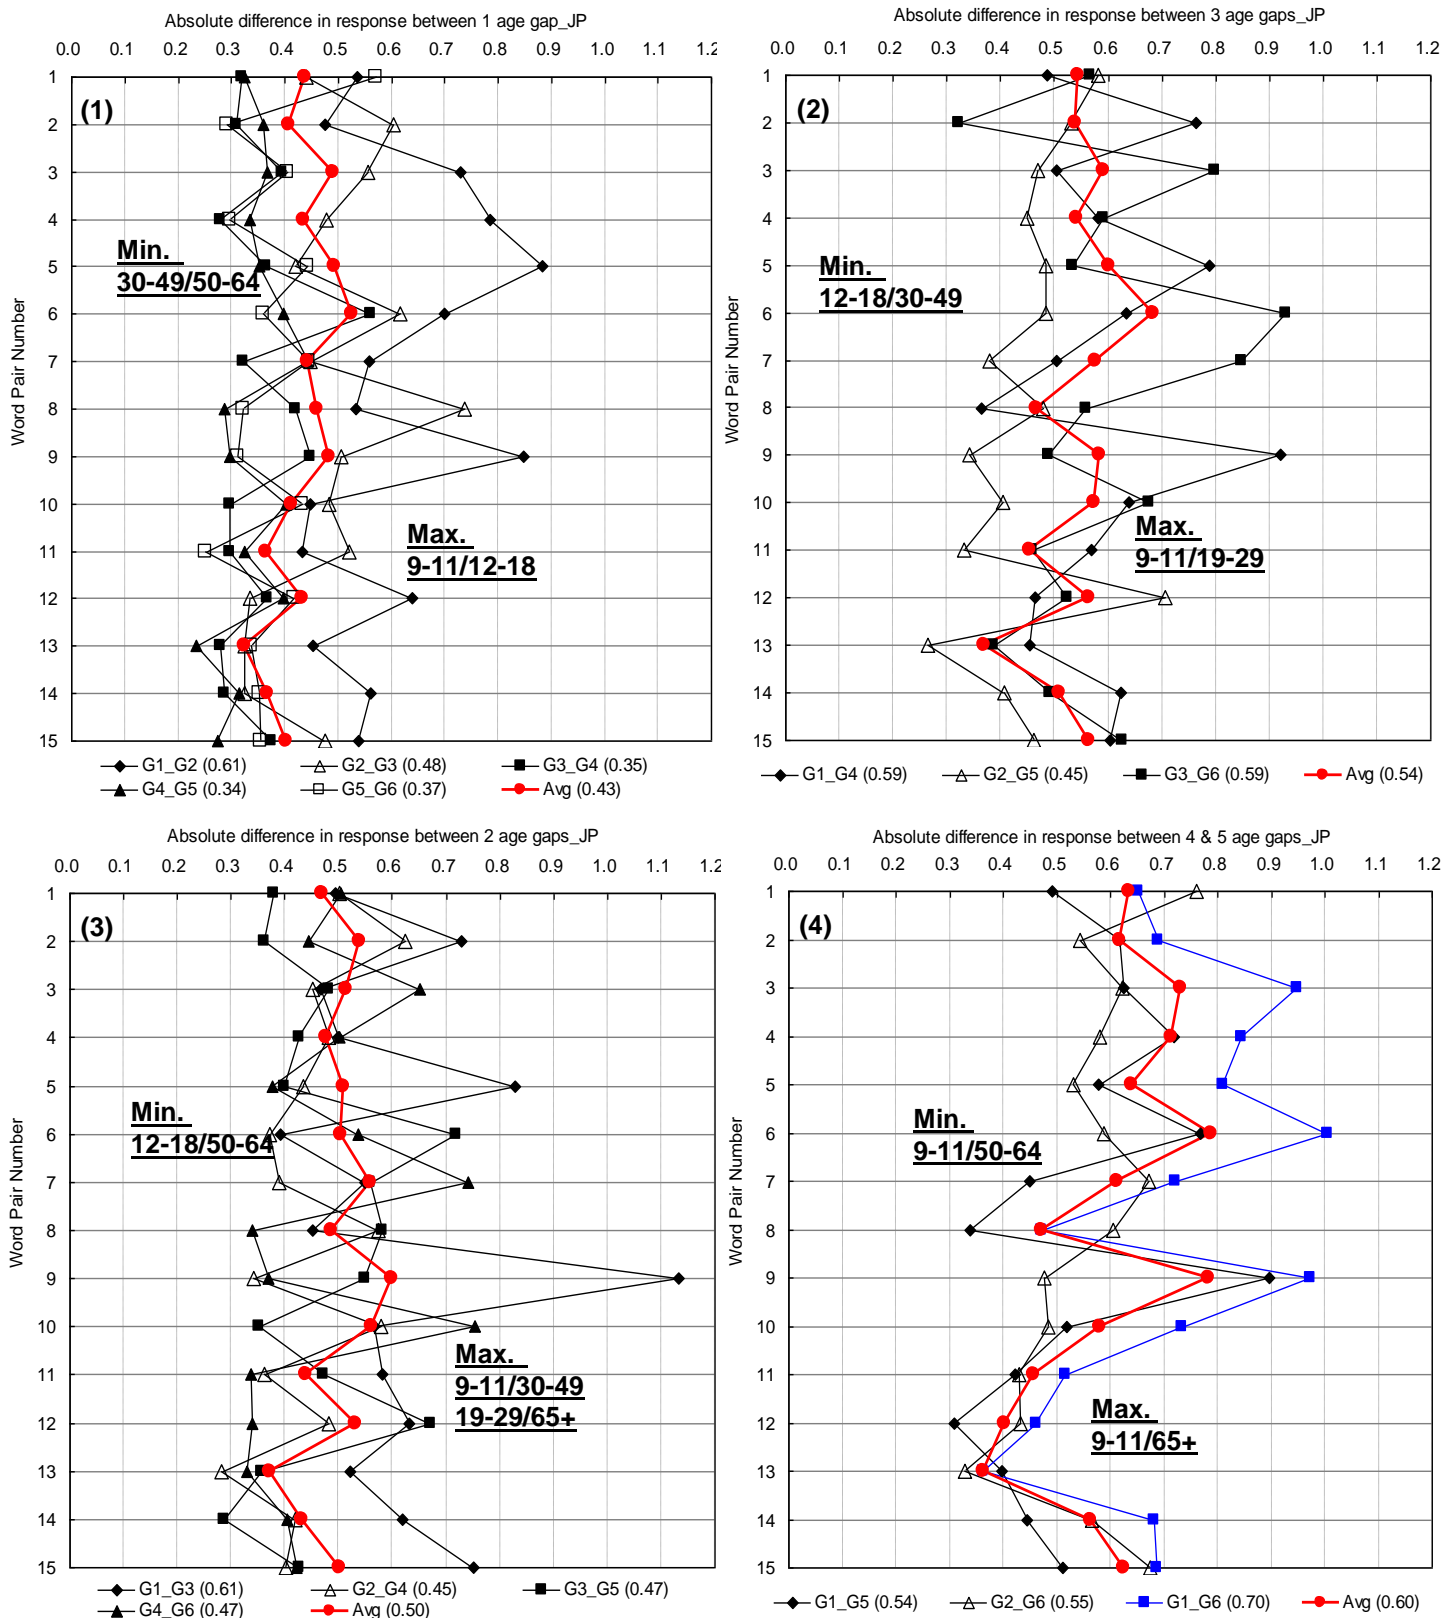 Absolute difference in response between 1 age gap_JP
0.0 0.1 0.2 0.3 0.4 0.5 0.6 0.7 0.8 0.9 1.0 1.1 1.2
Word Pair Number
1
2
3
4
5
6
7
8
9
10
11
12
13
14
15
(1)
Min.
30-49/50-64
Max.
9-11/12-18
G1_G2 (0.61) G2_G3 (0.48) G3_G4 (0.35)
G4_G5 (0.34) G5_G6 (0.37) Avg (0.43)
Absolute difference in response between 3 age gaps_JP
0.0 0.1 0.2 0.3 0.4 0.5 0.6 0.7 0.8 0.9 1.0 1.1 1.2
Word Pair Number
1
2
3
4
5
6
7
8
9
10
11
12
13
14
15
(2)
Min.
12-18/30-49
Max.
9-11/19-29
G1_G4 (0.59) G2_G5 (0.45) G3_G6 (0.59) Avg (0.54)
Absolute difference in response between 2 age gaps_JP
0.0 0.1 0.2 0.3 0.4 0.5 0.6 0.7 0.8 0.9 1.0 1.1 1.2
Word Pair Number
1
2
3
4
5
6
7
8
9
10
11
12
13
14
15
(3)
Min.
12-18/50-64
Max.
9-11/30-49
19-29/65+
G1_G3 (0.61) G2_G4 (0.45) G3_G5 (0.47)
G4_G6 (0.47) Avg (0.50)
Absolute difference in response between 4 & 5 age gaps_JP
0.0 0.1 0.2 0.3 0.4 0.5 0.6 0.7 0.8 0.9 1.0 1.1 1.2
Word Pair Number
1
2
3
4
5
6
7
8
9
10
11
12
13
14
15
(4)
Min.
9-11/50-64
Max.
9-11/65+
G1_G5 (0.54) G2_G6 (0.55) G1_G6 (0.70) Avg (0.60)